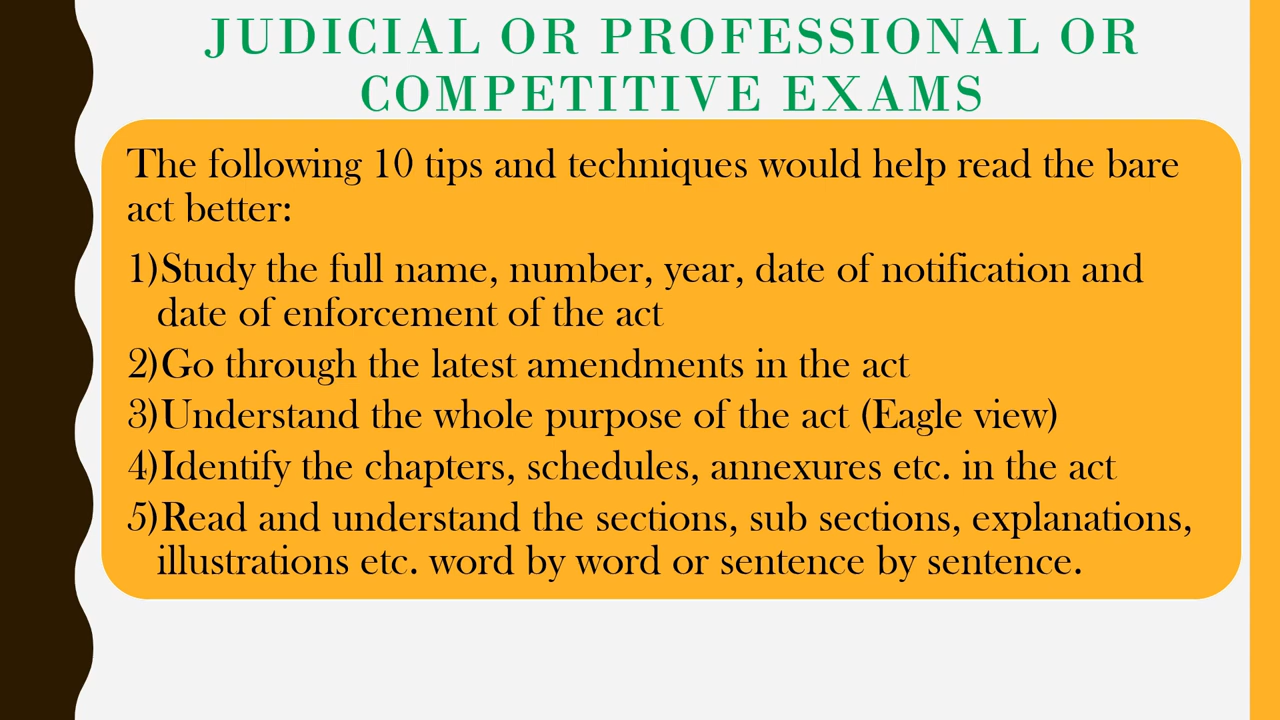 JUDICIAL OR PROFESSIONAL OR
COMPETITIVE EXAMS
The following 10 tips and techniques would help read the bare
act better:
1)Study the full name, number, year, date of notification and
date of enforcement of the act
2)Go through the latest amendments in the act
3)Understand the whole purpose of the act (Eagle view)
4)Identify the chapters, schedules, annexures etc. in the act
5)Read and understand the sections, sub sections, explanations,
illustrations etc. word by word or sentence by sentence.